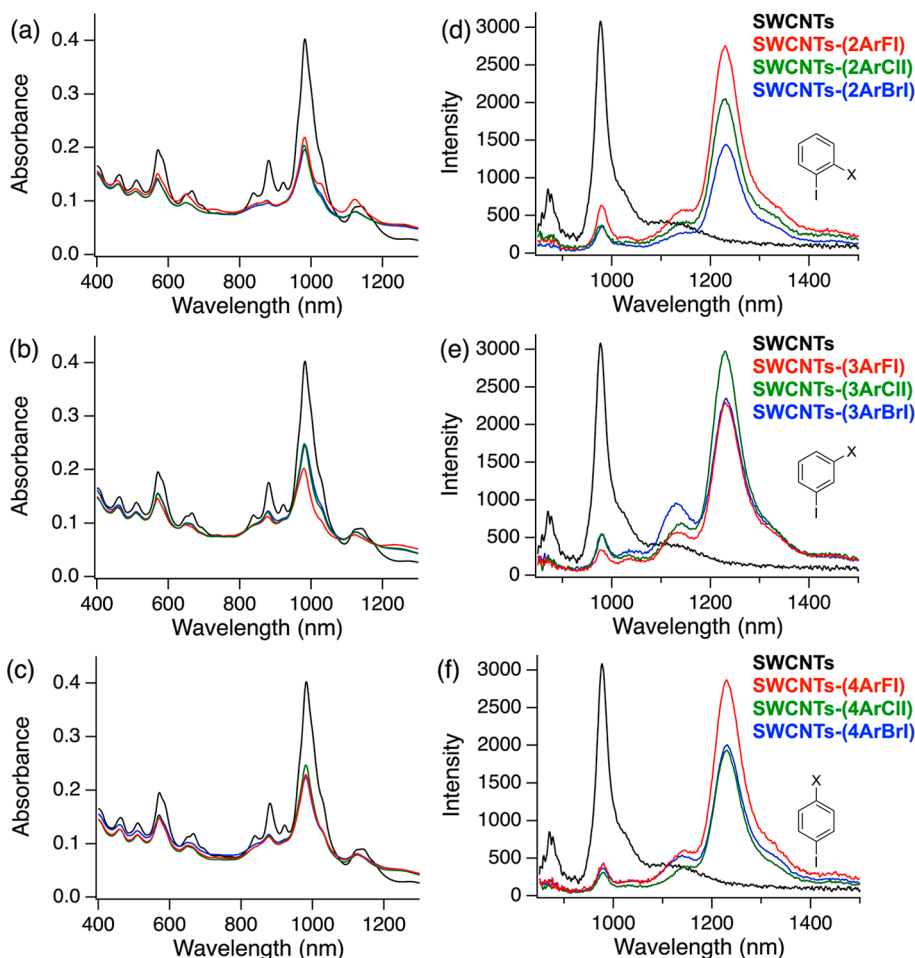 (a)
0.4
0.3
0.2
0.1
0.0
Absorbance
400 600 800 1000 1200
Wavelength (nm)
(d)
3000
2500
2000
1500
1000
500
0
Intensity
SWCNTs
SWCNTs-(2ArFI)
SWCNTs-(2ArClI)
SWCNTs-(2ArBrI)
X
I
1000 1200 1400
Wavelength (nm)
(b)
0.4
0.3
0.2
0.1
0.0
Absorbance
400 600 800 1000 1200
Wavelength (nm)
(e)
3000
2500
2000
1500
1000
500
0
Intensity
SWCNTs
SWCNTs-(3ArFI)
SWCNTs-(3ArClI)
SWCNTs-(3ArBrI)
X
I
1000 1200 1400
Wavelength (nm)
(c)
0.4
0.3
0.2
0.1
0.0
Absorbance
400 600 800 1000 1200
Wavelength (nm)
(f)
3000
2500
2000
1500
1000
500
0
Intensity
SWCNTs
SWCNTs-(4ArFI)
SWCNTs-(4ArClI)
SWCNTs-(4ArBrI)
X
I
1000 1200 1400
Wavelength (nm)